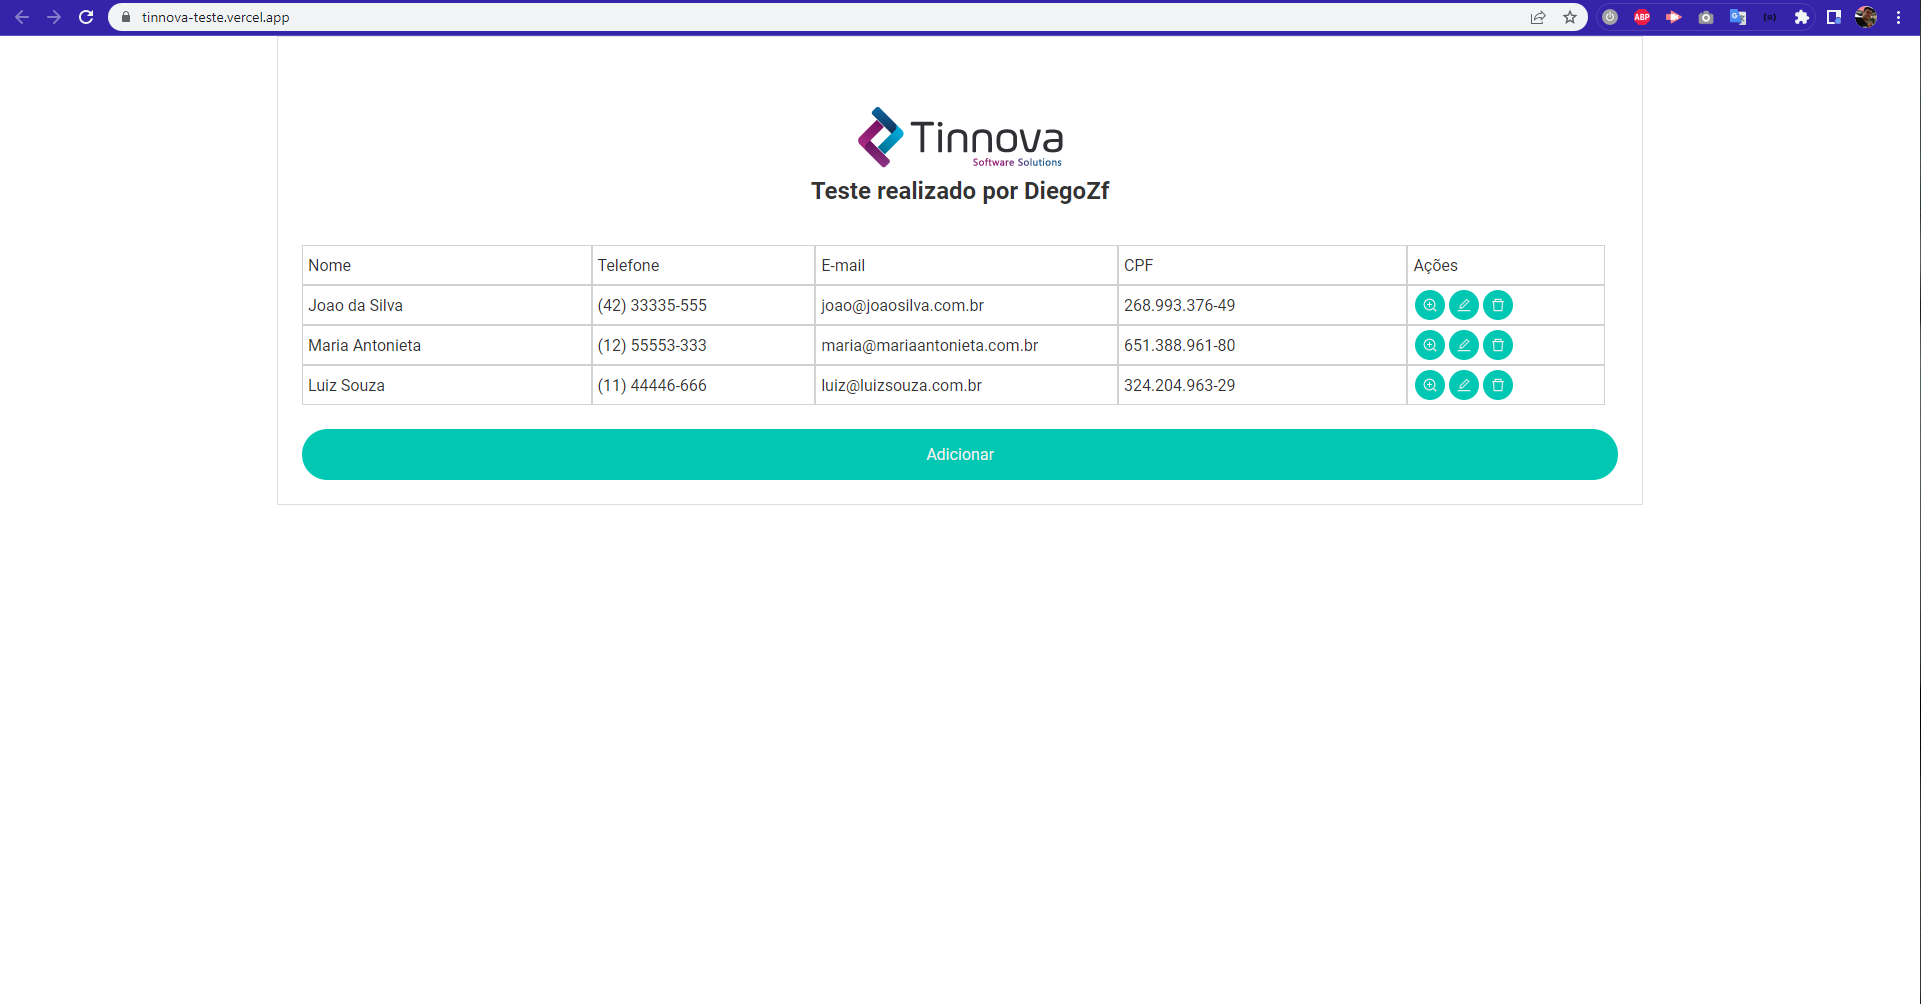 tinnova-teste.vercel.app
ABP
Tinnova
Software Solutions
Teste realizado por DiegoZf
Nome Telefone E-mail CPF Ações
Joao da Silva (42) 33335-555 joao@joaosilva.com.br 268.993.376-49
Maria Antonieta (12) 55553-333 maria@mariaantonieta.com.br 651.388.961-80
Luiz Souza (11) 44446-666 luiz@luizsouza.com.br 324.204.963-29
Adicionar